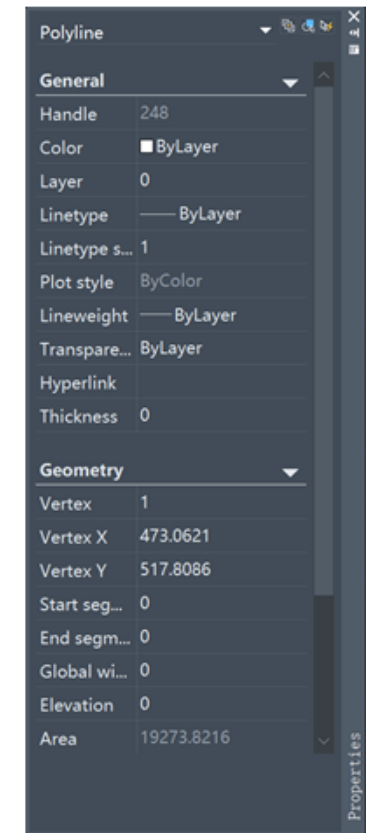 Polyline
General
Handle 248
Color ByLayer
Layer 0
Linetype ByLayer
Linetype s... 1
Plot style ByColor
Lineweight ByLayer
Transpare... ByLayer
Hyperlink
Thickness 0
Geometry
Vertex 1
Vertex X 473.0621
Vertex Y 517.8086
Start seg... 0
End segm... 0
Global wi... 0
Elevation 0
Area 19273.8216
Properties